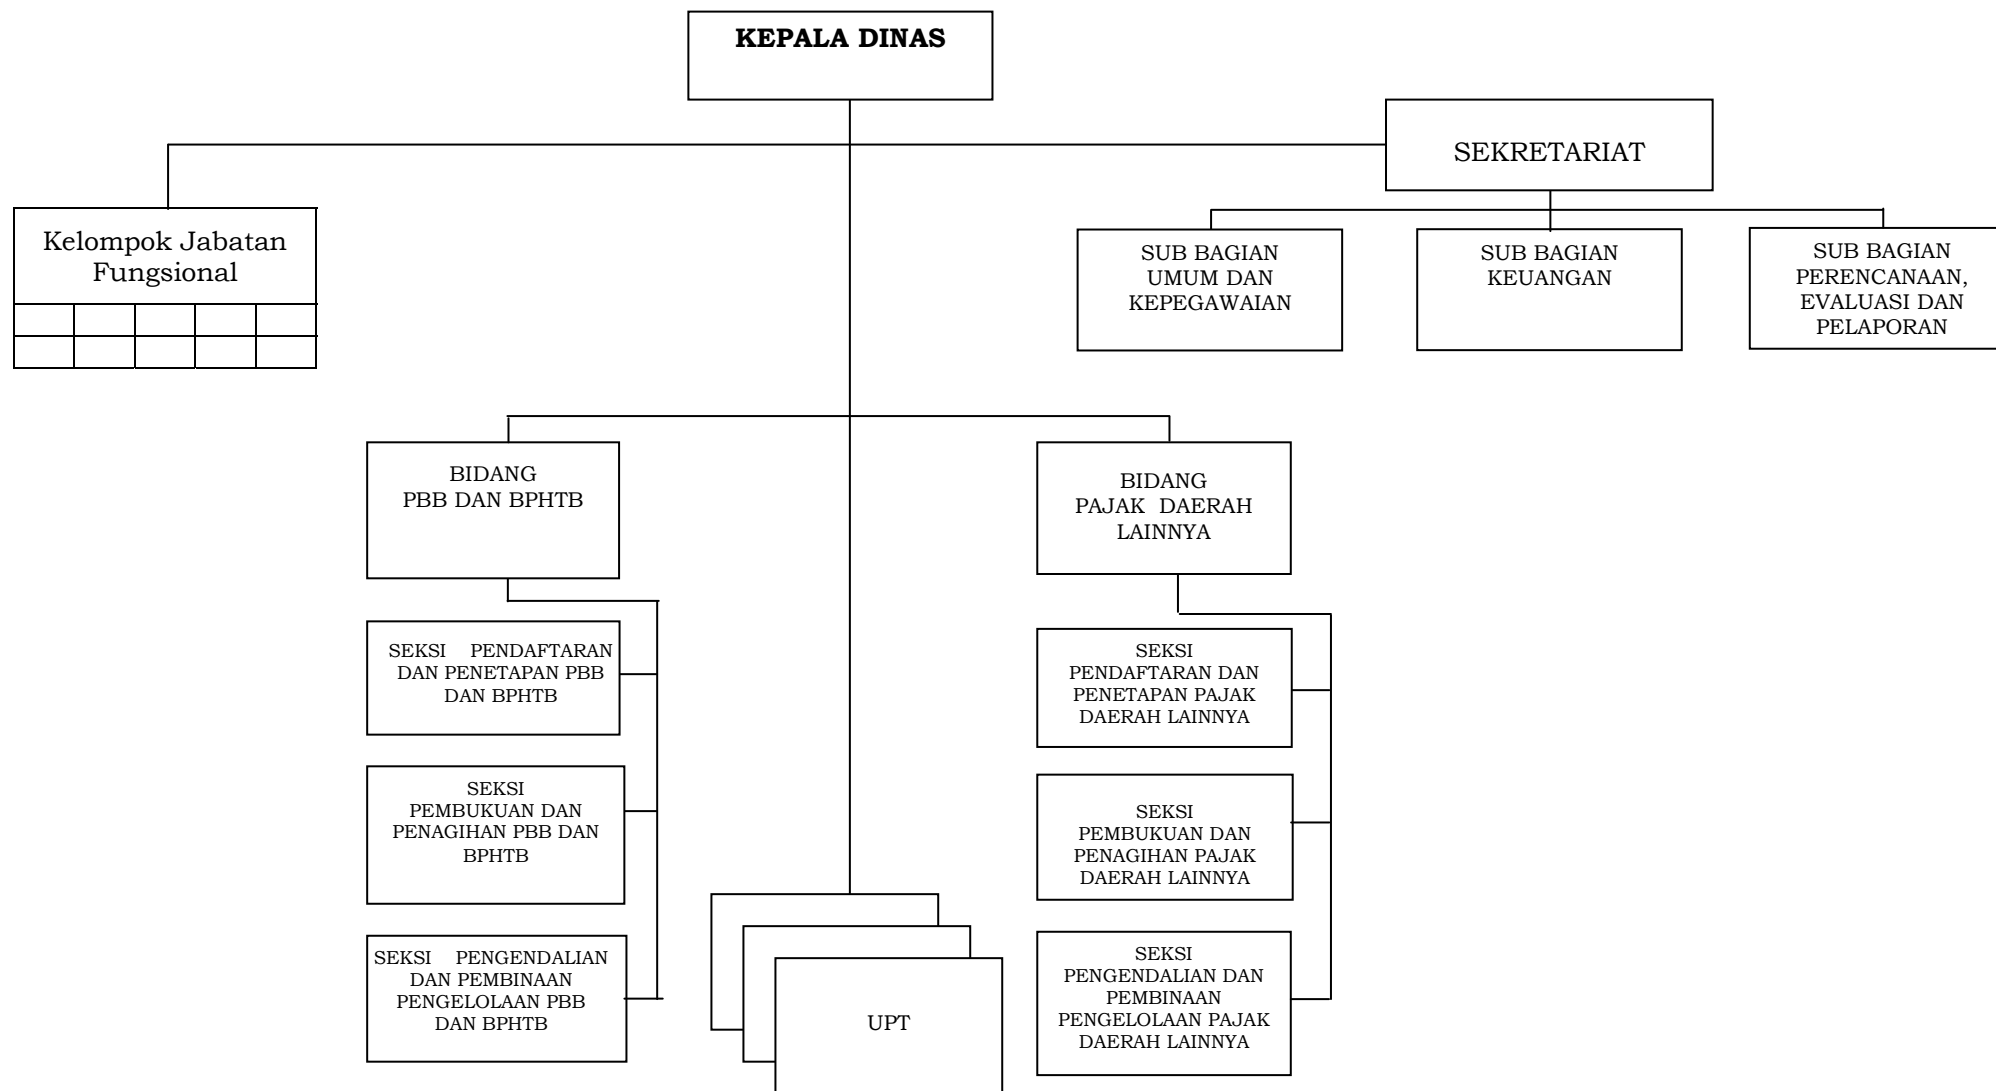 KEPALA DINAS
SEKRETARIAT
Kelompok Jabatan
Fungsional
SUB BAGIAN
UMUM DAN
KEPEGAWAIAN
SUB BAGIAN
KEUANGAN
SUB BAGIAN
PERENCANAAN,
EVALUASI DAN
PELAPORAN
BIDANG
PBB DAN BPHTB
BIDANG
PAJAK DAERAH
LAINNYA
SEKSI PENDAFTARAN
DAN PENETAPAN PBB
DAN BPHTB
SEKSI
PENDAFTARAN DAN
PENETAPAN PAJAK
DAERAH LAINNYA
SEKSI
PEMBUKUAN DAN
PENAGIHAN PBB DAN
BPHTB
SEKSI
PEMBUKUAN DAN
PENAGIHAN PAJAK
DAERAH LAINNYA
SEKSI PENGENDALIAN
DAN PEMBINAAN
PENGELOLAAN PBB
DAN BPHTB
UPT
SEKSI
PENGENDALIAN DAN
PEMBINAAN
PENGELOLAAN PAJAK
DAERAH LAINNYA